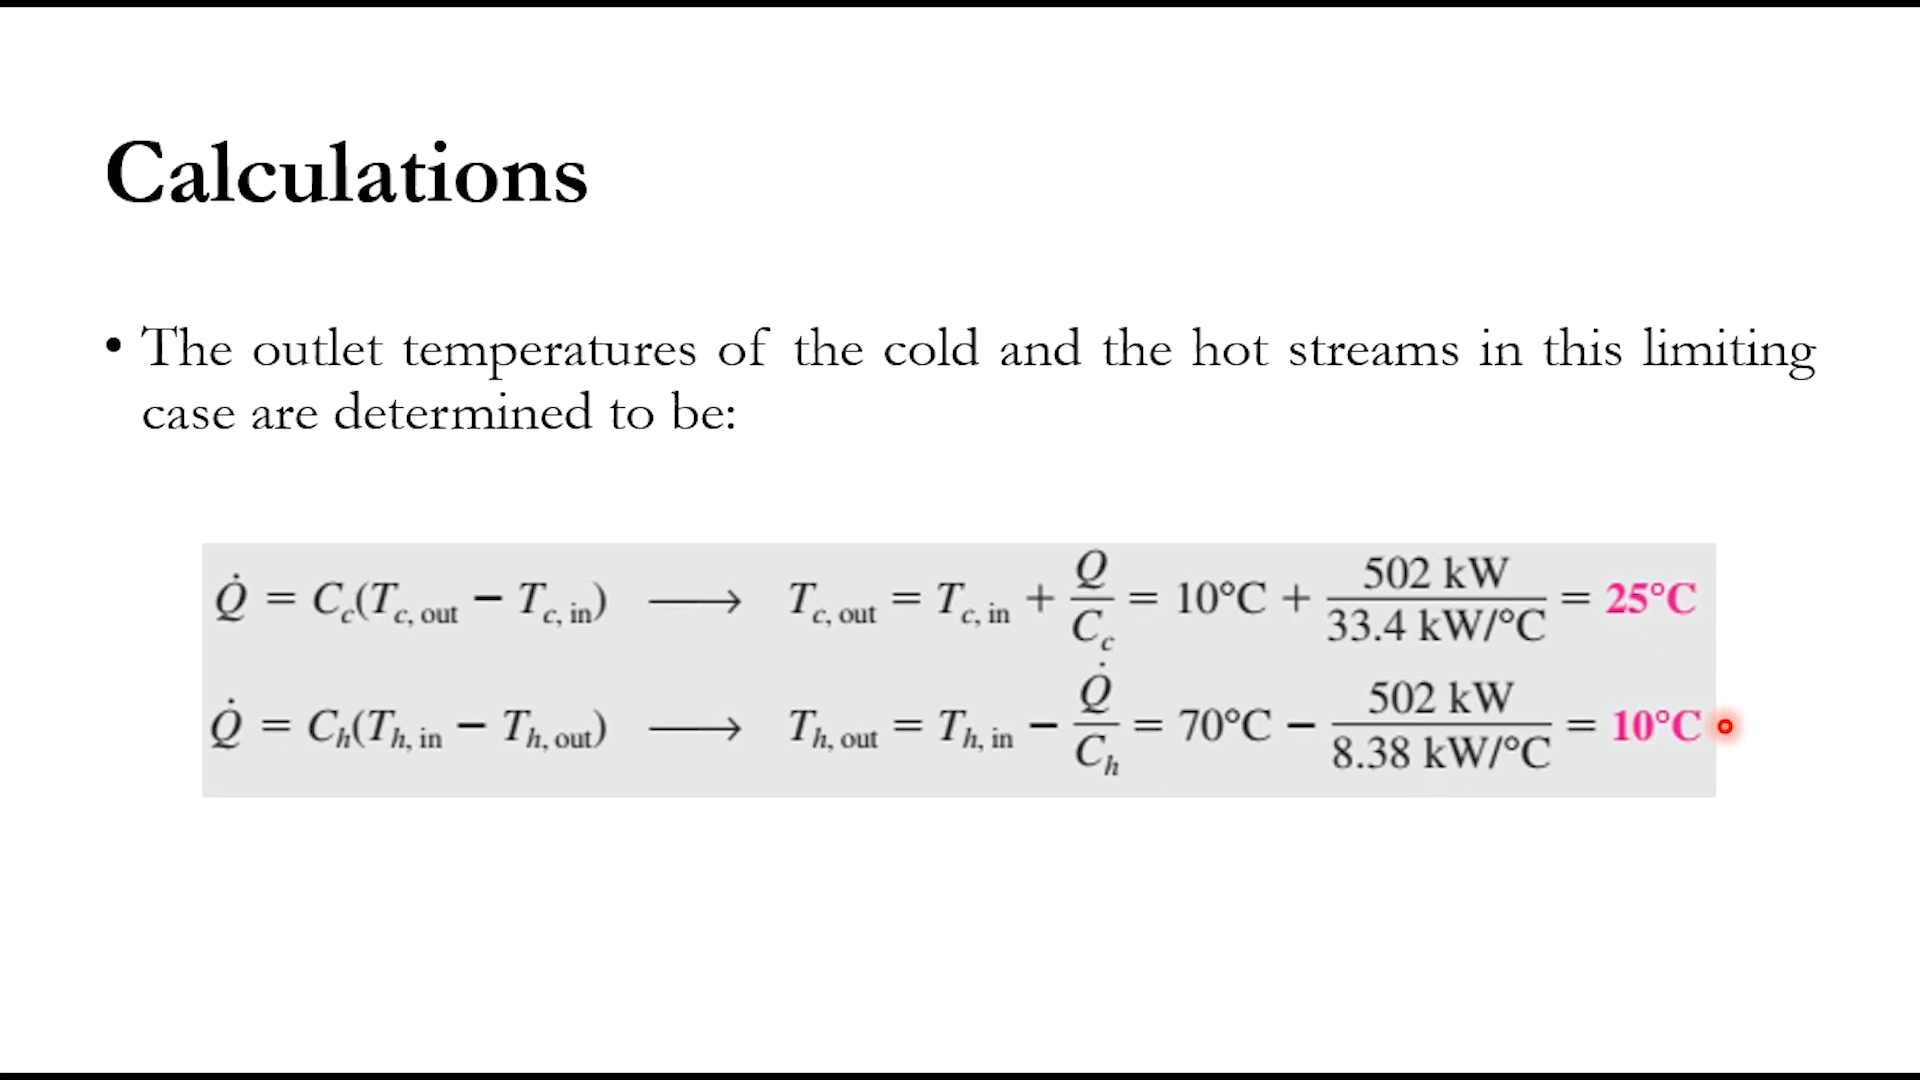 Calculations
• The outlet temperatures of the cold and the hot streams in this limiting
case are determined to be:
Q̇ = C_c(T_c, out − T_c, in) ⟶ T_c, out = T_c, in + Q/C_c = 10°C + 502 kW/33.4 kW/°C = 25°C
Q̇ = C_h(T_h, in − T_h, out) ⟶ T_h, out = T_h, in − Q̇/C_h = 70°C − 502 kW/8.38 kW/°C = 10°C